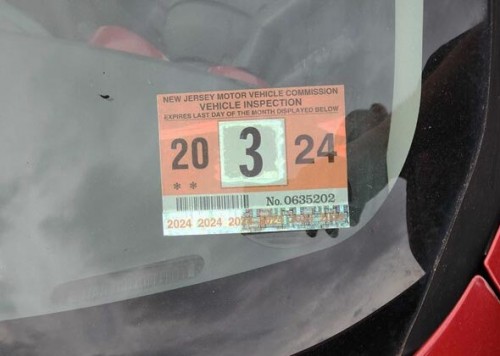 NEW JERSEY MOTOR VEHICLE COMMISSION
VEHICLE INSPECTION
EXPIRES LAST DAY OF THE MONTH DISPLAYED BELOW
20 3 24
* *
No. 0635202
2024 2024